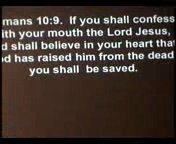 mans 10:9. If you shall confess
ith your mouth the Lord Jesus,
d shall believe in your heart that
od has raised him from the dead
you shall be saved.